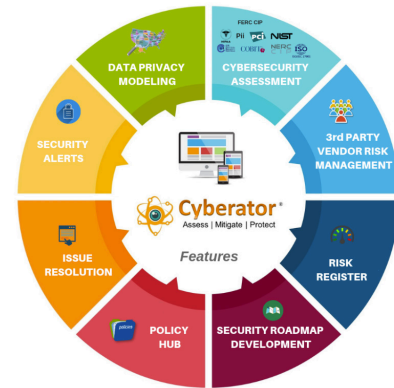 FERC CIP
Pii
PCI
NIST
COBIT
NERC
CIP
ISO
DATA PRIVACY
MODELING
CYBERSECURITY
ASSESSMENT
SECURITY
ALERTS
3rd PARTY
VENDOR RISK
MANAGEMENT
Cyberator®
Assess | Mitigate | Protect
Features
ISSUE
RESOLUTION
RISK
REGISTER
POLICY
HUB
SECURITY ROADMAP
DEVELOPMENT